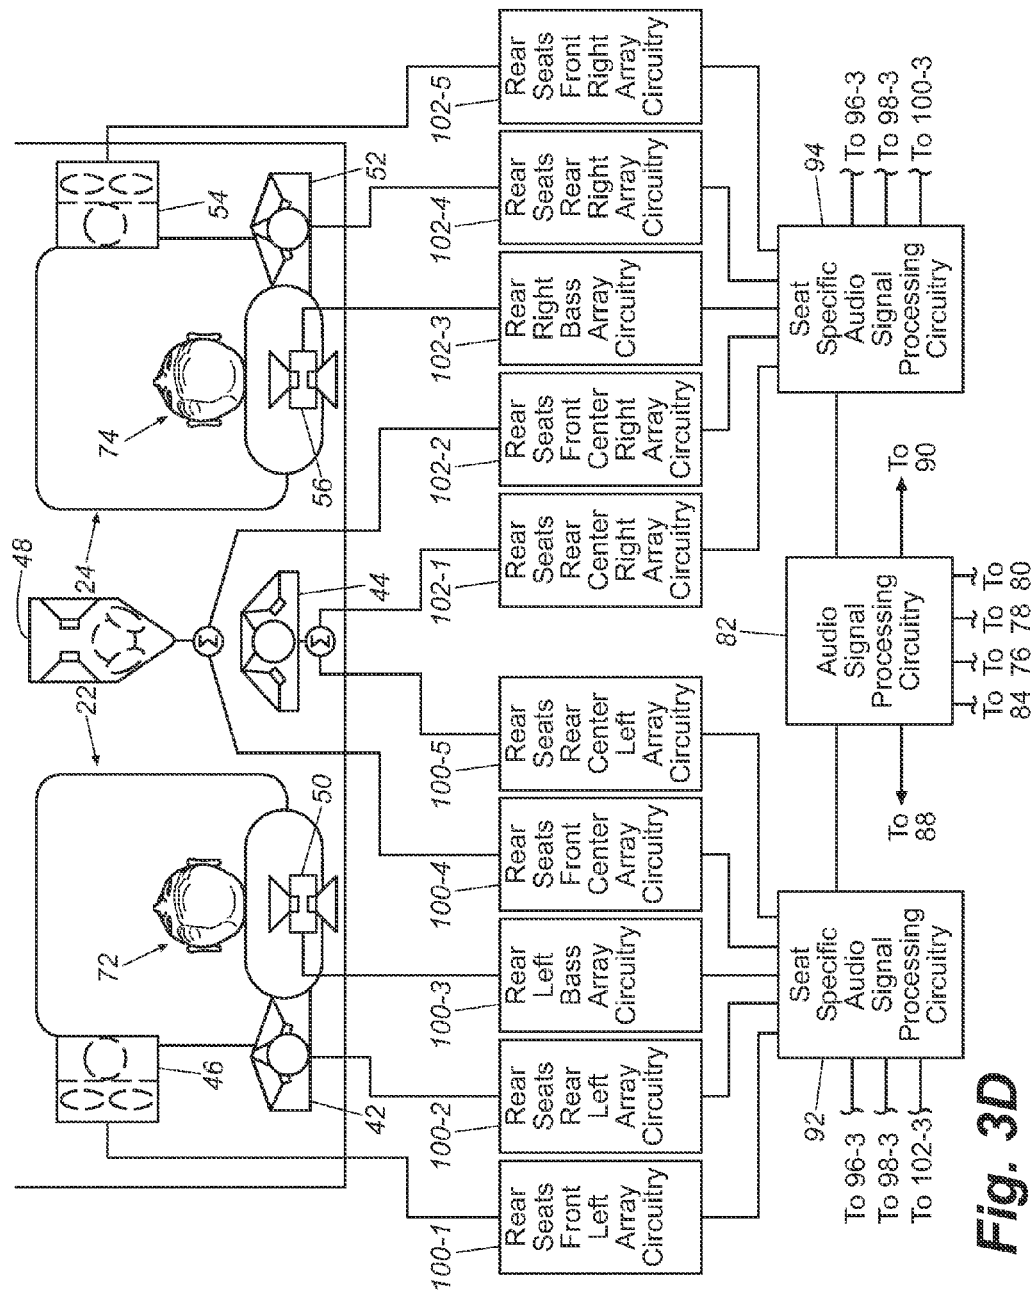 48
22
24
72
74
46
54
42
50
44
56
52
Σ
Σ
100-1
100-2
100-3
100-4
100-5
102-1
102-2
102-3
102-4
102-5
Rear
Seats
Front
Left
Array
Circuitry
Rear
Seats
Rear
Left
Array
Circuitry
Rear
Left
Bass
Array
Circuitry
Rear
Seats
Front
Center
Array
Circuitry
Rear
Seats
Rear
Center
Left
Array
Circuitry
Rear
Seats
Rear
Center
Right
Array
Circuitry
Rear
Seats
Front
Center
Right
Array
Circuitry
Rear
Right
Bass
Array
Circuitry
Rear
Seats
Rear
Right
Array
Circuitry
Rear
Seats
Front
Right
Array
Circuitry
92
Seat
Specific
Audio
Signal
Processing
Circuitry
To 96-3
To 98-3
To 102-3
82
Audio
Signal
Processing
Circuitry
To
88
To
90
To
84
To
76
To
78
To
80
94
Seat
Specific
Audio
Signal
Processing
Circuitry
To 96-3
To 98-3
To 100-3
Fig. 3D